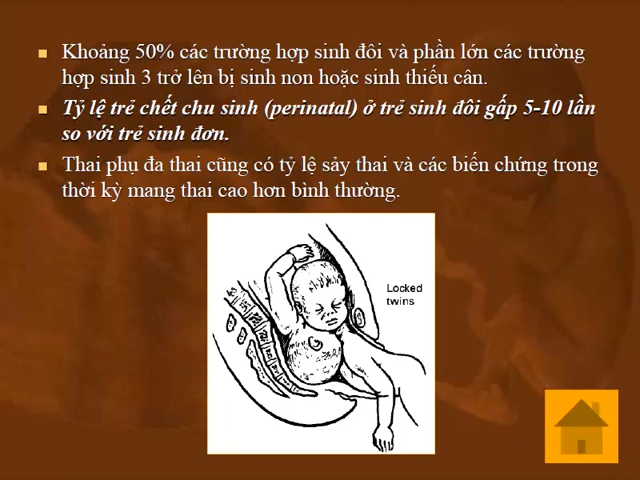 Khoảng 50% các trường hợp sinh đôi và phần lớn các trường
hợp sinh 3 trở lên bị sinh non hoặc sinh thiếu cân.
Tỷ lệ trẻ chết chu sinh (perinatal) ở trẻ sinh đôi gấp 5-10 lần
so với trẻ sinh đơn.
Thai phụ đa thai cũng có tỷ lệ sảy thai và các biến chứng trong
thời kỳ mang thai cao hơn bình thường.
Locked
twins